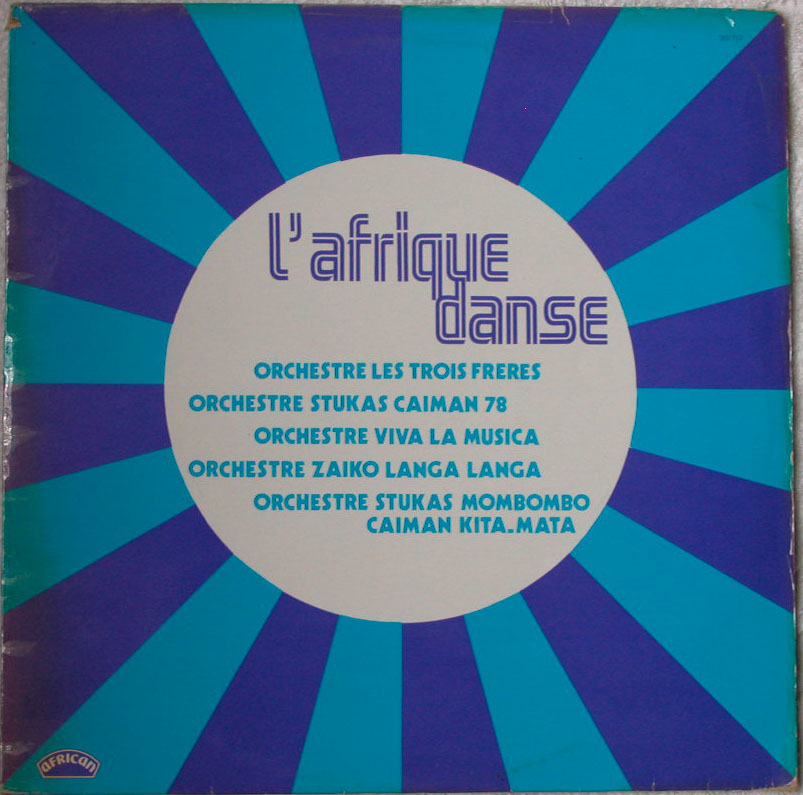 l'afrique
danse
ORCHESTRE LES TROIS FRERES
ORCHESTRE STUKAS CAIMAN 78
ORCHESTRE VIVA LA MUSICA
ORCHESTRE ZAIKO LANGA LANGA
ORCHESTRE STUKAS MOMBOMBO
CAIMAN KITA-MATA
AFRICAN